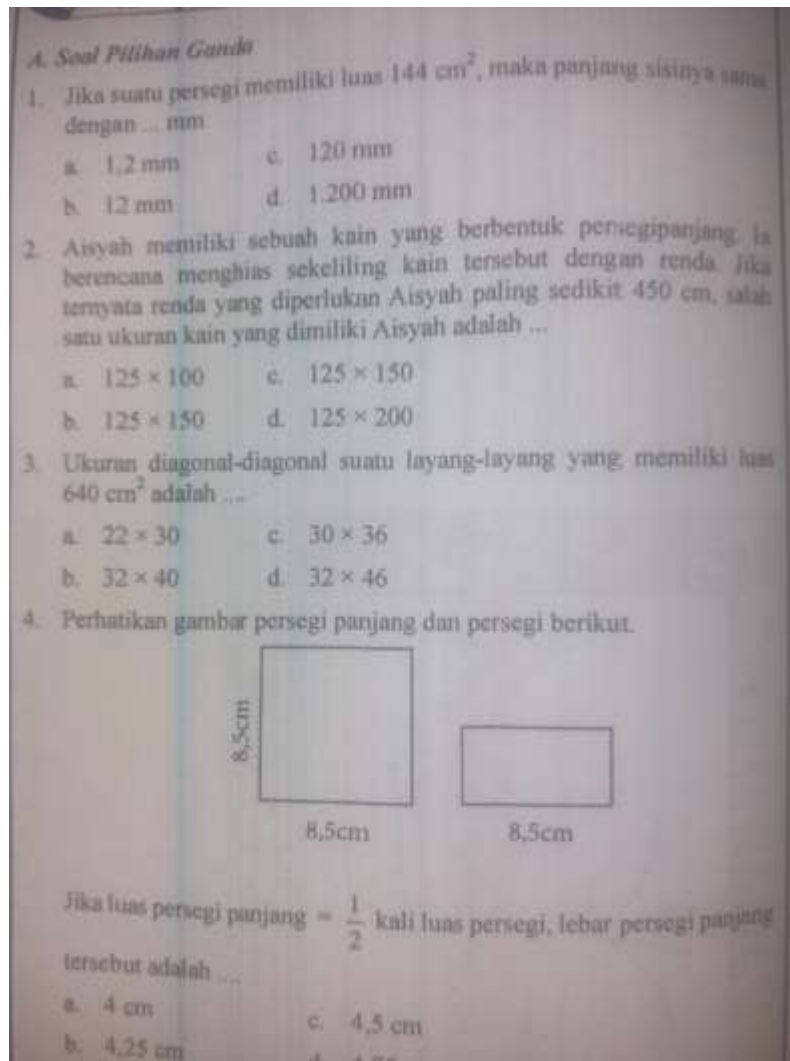 A. Soal Pilihan Ganda
1. Jika suatu persegi memiliki luas 144 cm², maka panjang sisinya sama
dengan ... mm
a. 1,2 mm c. 120 mm
b. 12 mm d. 1.200 mm
2. Aisyah memiliki sebuah kain yang berbentuk persegipanjang. Ia
berencana menghias sekeliling kain tersebut dengan renda. Jika
ternyata renda yang diperlukan Aisyah paling sedikit 450 cm, salah
satu ukuran kain yang dimiliki Aisyah adalah ...
a. 125 × 100 c. 125 × 150
b. 125 × 150 d. 125 × 200
3. Ukuran diagonal-diagonal suatu layang-layang yang memiliki luas
640 cm² adalah ....
a. 22 × 30 c. 30 × 36
b. 32 × 40 d. 32 × 46
4. Perhatikan gambar persegi panjang dan persegi berikut.
8,5cm
8,5cm 8,5cm
Jika luas persegi panjang = 1/2 kali luas persegi, lebar persegi panjang
tersebut adalah ....
a. 4 cm c. 4,5 cm
b. 4,25 cm